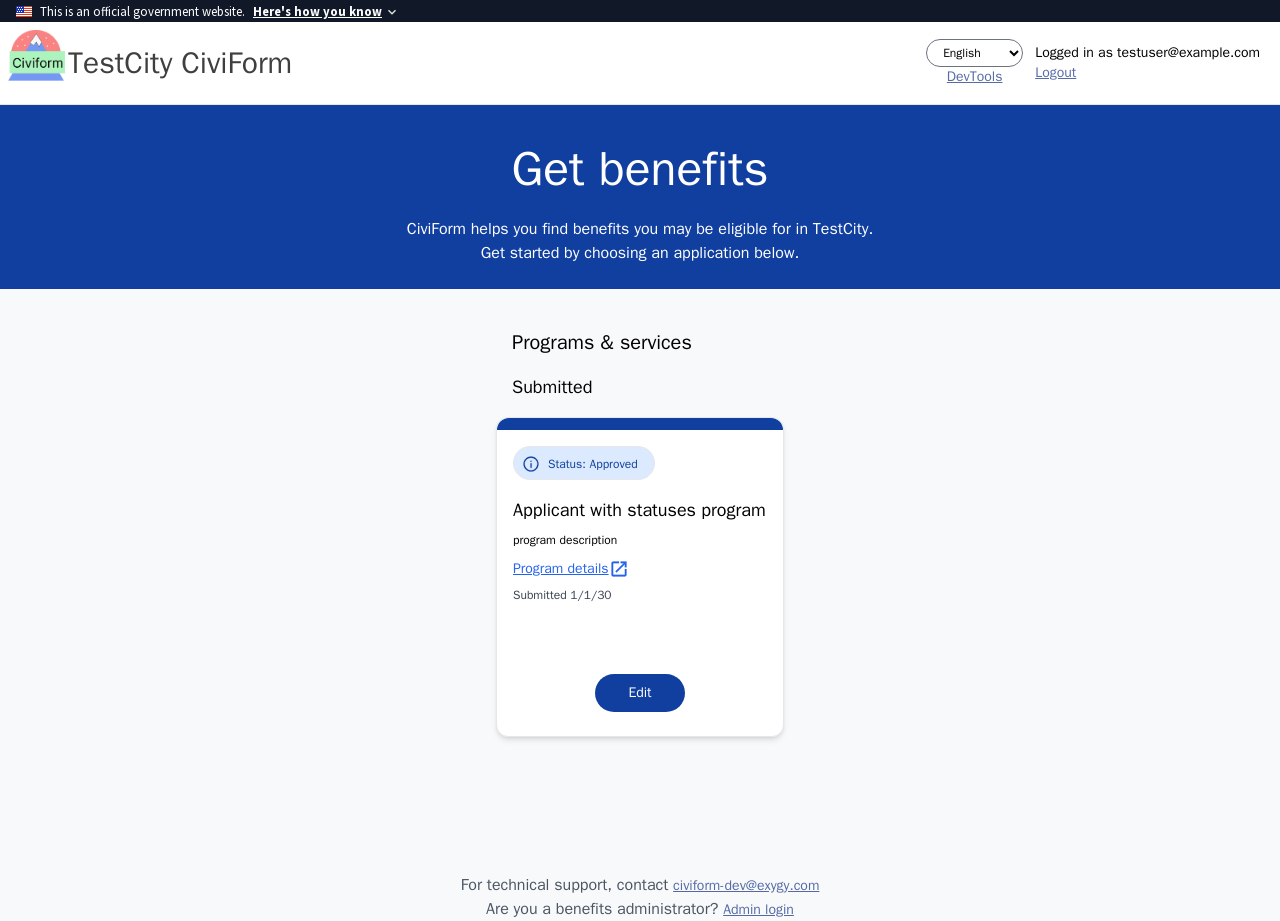 This is an official government website. Here's how you know
Civiform
TestCity CiviForm
English
DevTools
Logged in as testuser@example.com
Logout
Get benefits
CiviForm helps you find benefits you may be eligible for in TestCity.
Get started by choosing an application below.
Programs & services
Submitted
Status: Approved
Applicant with statuses program
program description
Program details
Submitted 1/1/30
Edit
For technical support, contact civiform-dev@exygy.com
Are you a benefits administrator? Admin login